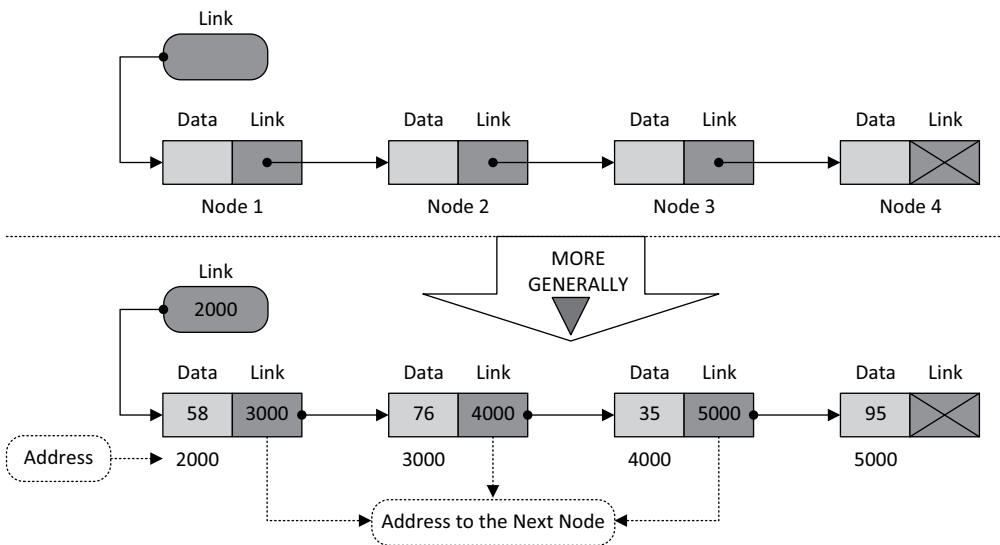 Link
Data Link Data Link Data Link Data Link
Node 1 Node 2 Node 3 Node 4
MORE
GENERALLY
Link
2000
Data Link Data Link Data Link Data Link
58 3000 76 4000 35 5000 95
Address 2000 3000 4000 5000
Address to the Next Node